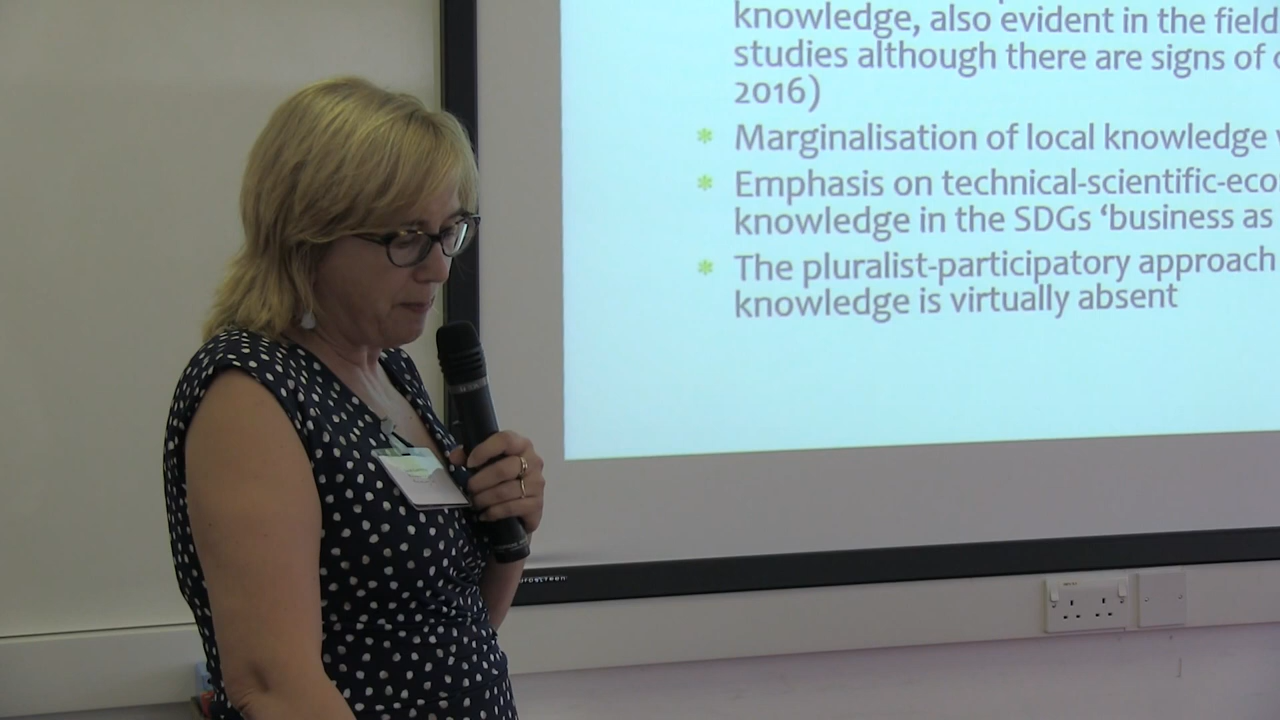 knowledge, also evident in the field
studies although there are signs of
2016)
* Marginalisation of local knowledge
* Emphasis on technical-scientific-eco
knowledge in the SDGs ‘business as
* The pluralist-participatory approach
knowledge is virtually absent